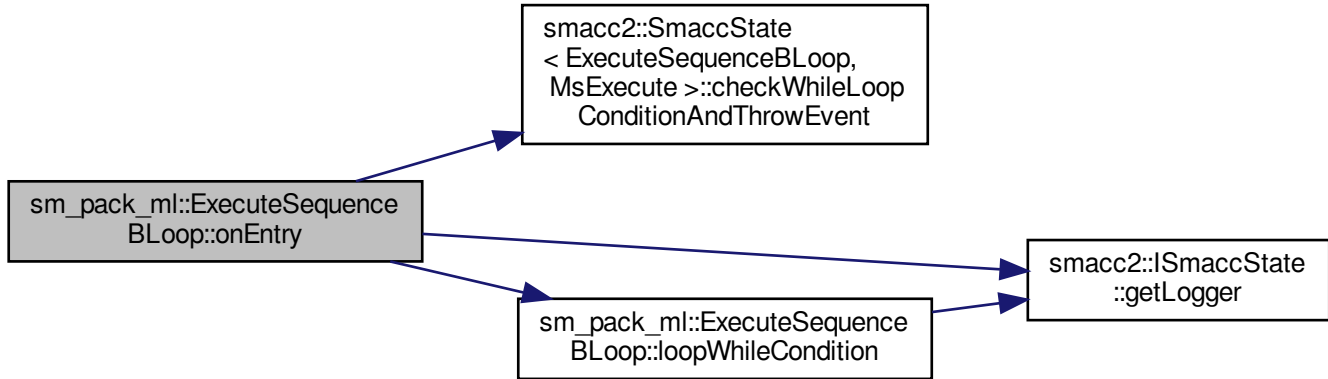 smacc2::SmaccState
< ExecuteSequenceBLoop,
MsExecute >::checkWhileLoop
ConditionAndThrowEvent
sm_pack_ml::ExecuteSequence
BLoop::onEntry
smacc2::ISmaccState
::getLogger
sm_pack_ml::ExecuteSequence
BLoop::loopWhileCondition